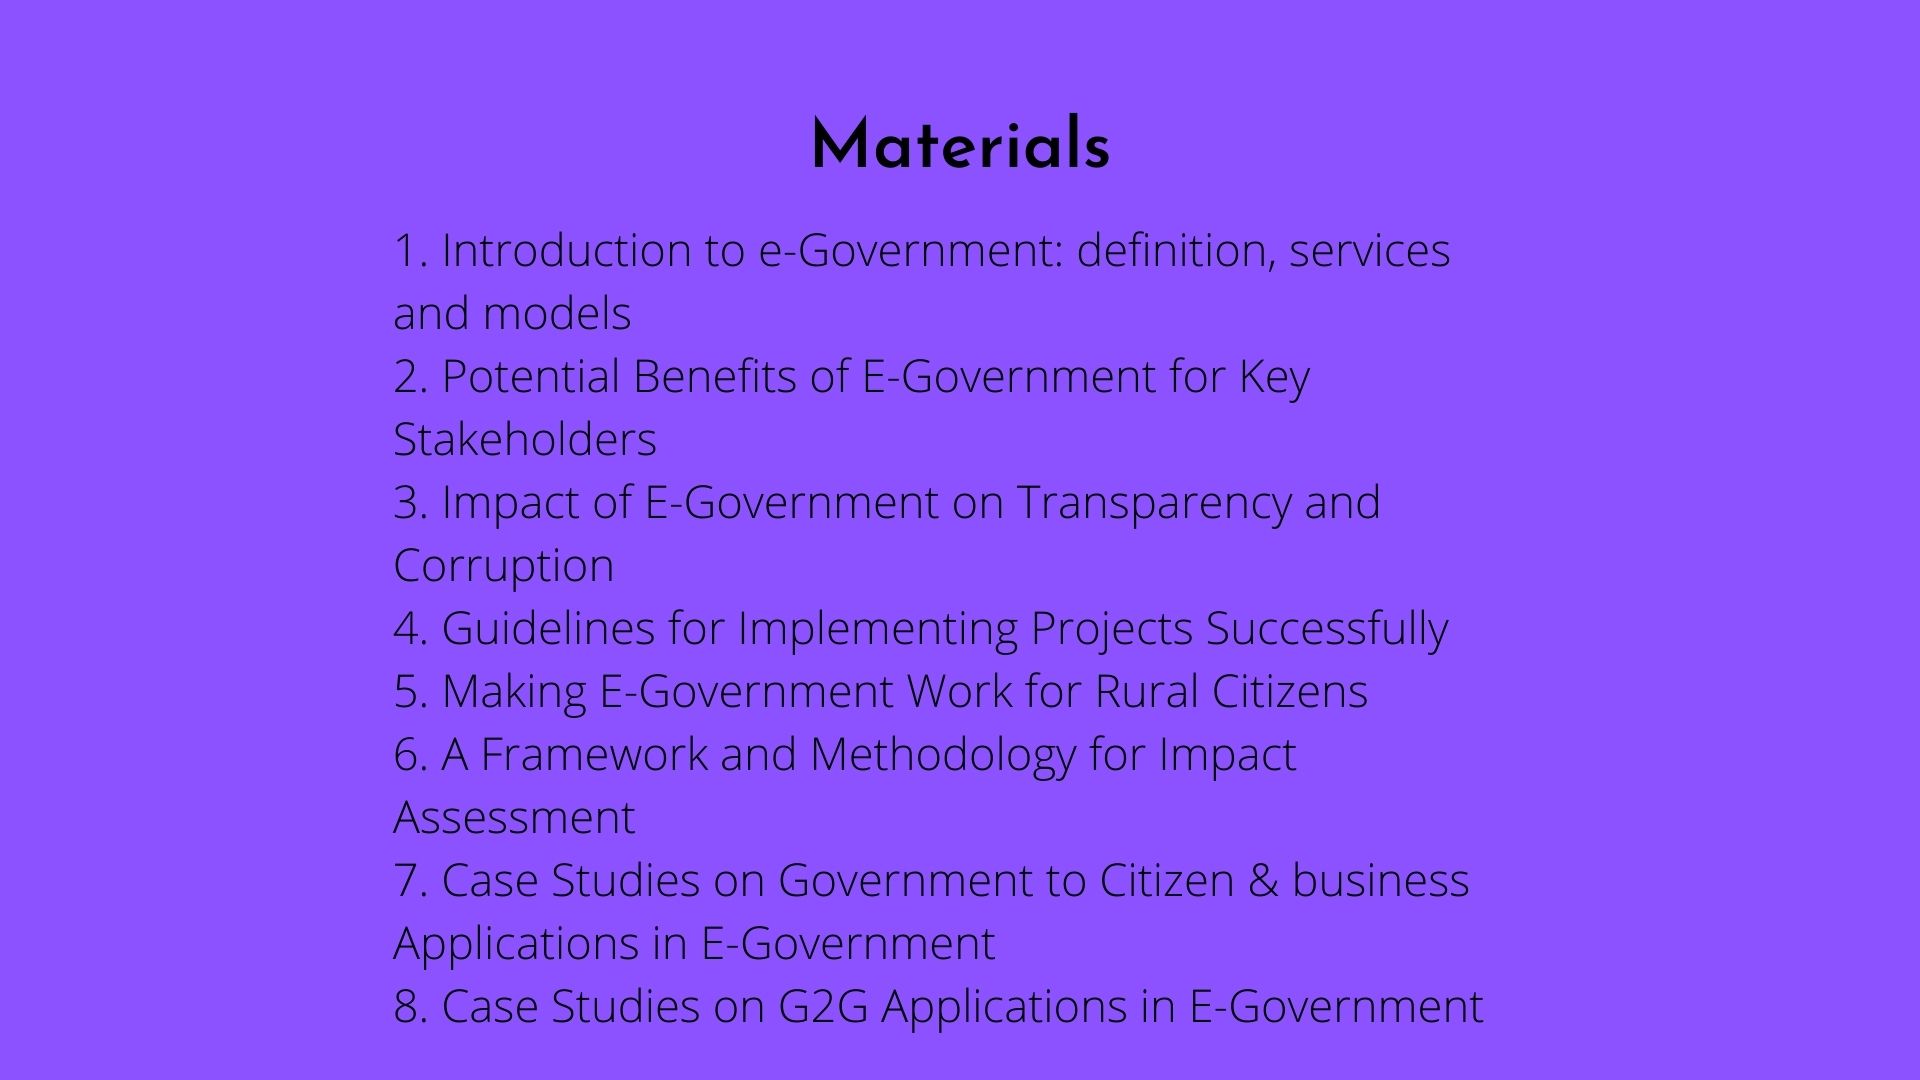 Materials
1. Introduction to e-Government: definition, services
and models
2. Potential Benefits of E-Government for Key
Stakeholders
3. Impact of E-Government on Transparency and
Corruption
4. Guidelines for Implementing Projects Successfully
5. Making E-Government Work for Rural Citizens
6. A Framework and Methodology for Impact
Assessment
7. Case Studies on Government to Citizen & business
Applications in E-Government
8. Case Studies on G2G Applications in E-Government